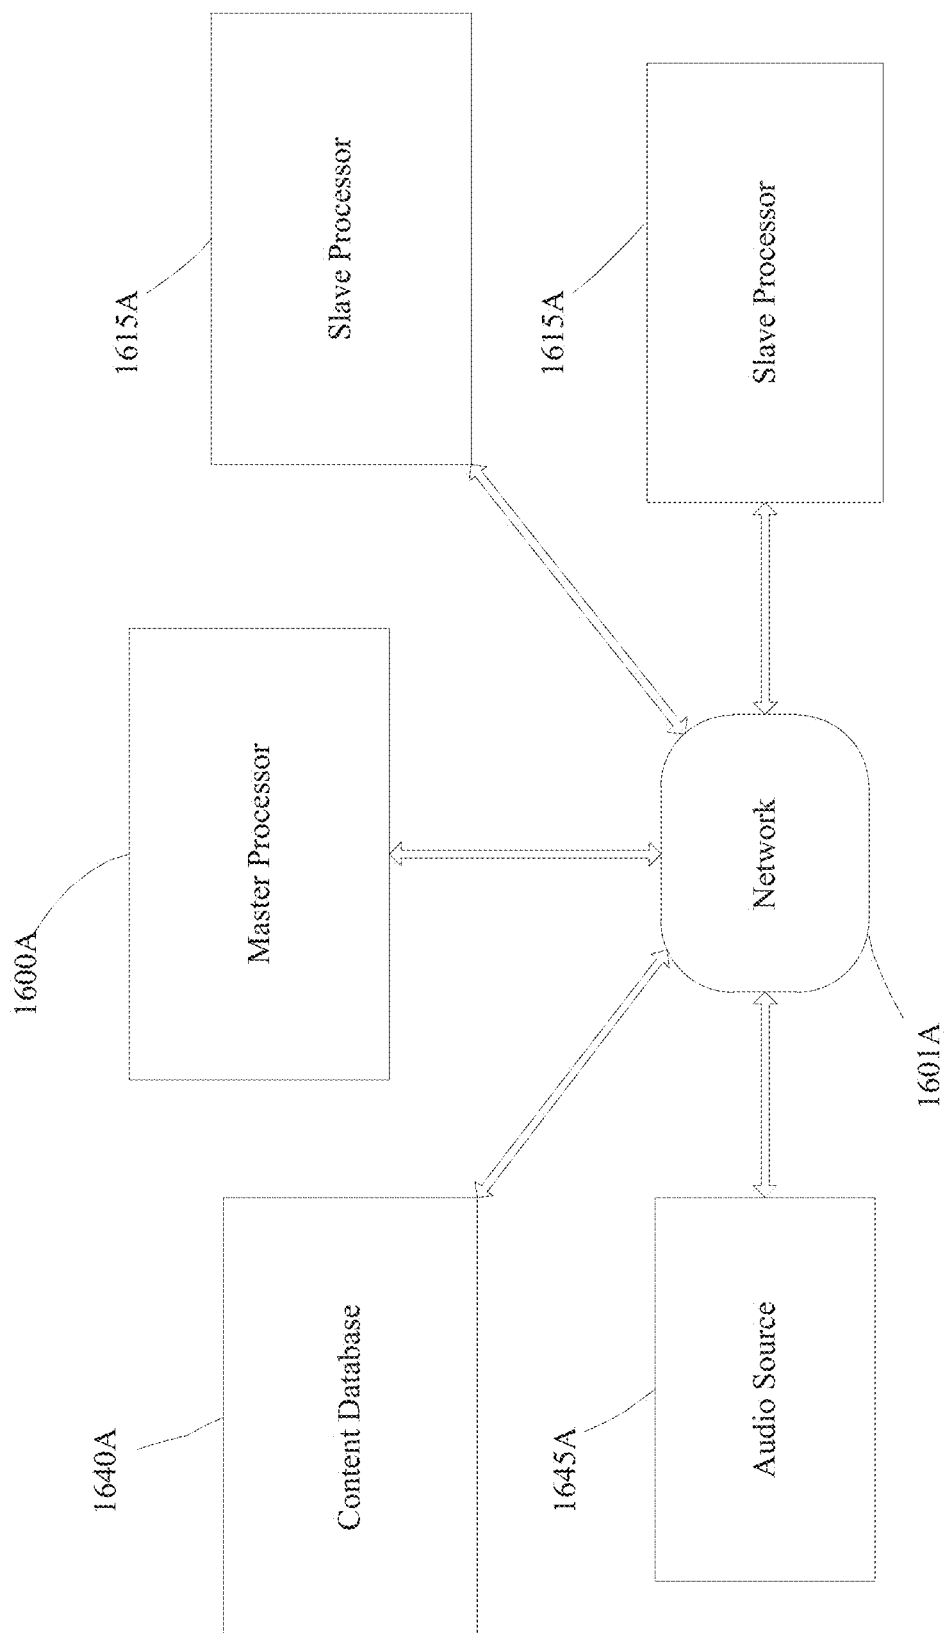 1640A
Content Database
1600A
Master Processor
1615A
Slave Processor
1645A
Audio Source
Network
1601A
1615A
Slave Processor